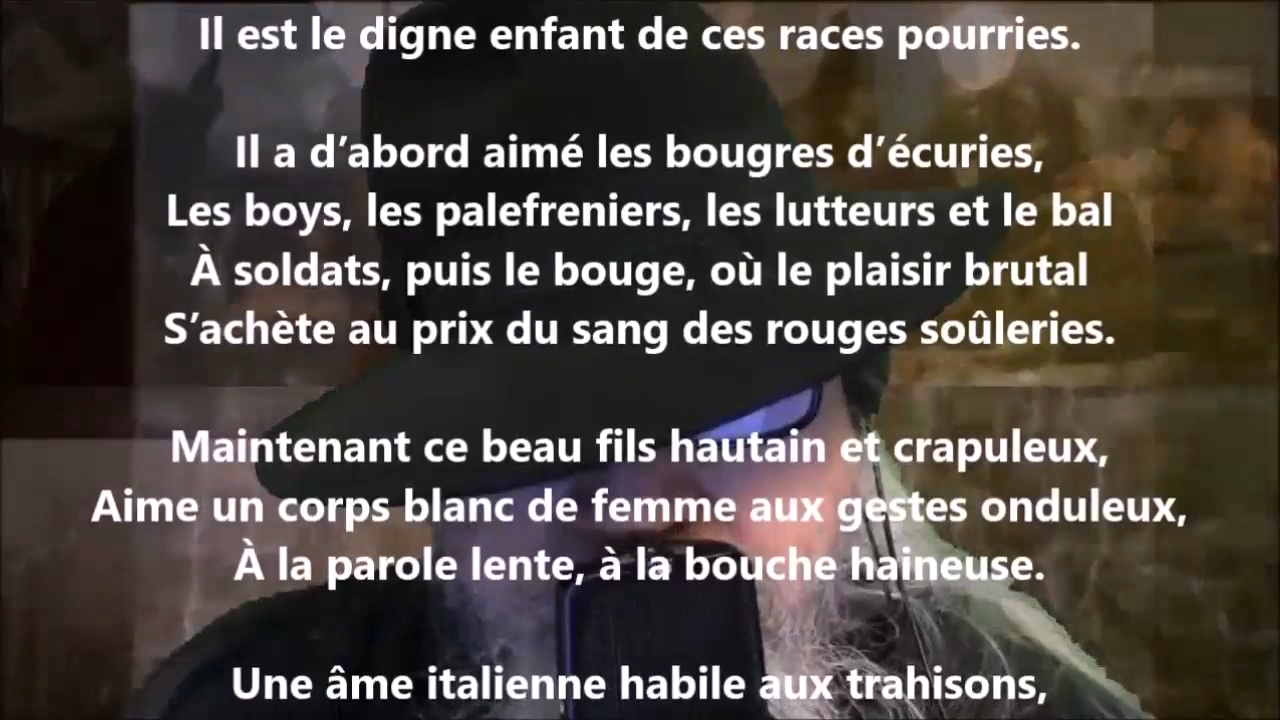 Il est le digne enfant de ces races pourries.
Il a d’abord aimé les bougres d’écuries,
Les boys, les palefreniers, les lutteurs et le bal
À soldats, puis le bouge, où le plaisir brutal
S’achète au prix du sang des rouges soûleries.
Maintenant ce beau fils hautain et crapuleux,
Aime un corps blanc de femme aux gestes onduleux,
À la parole lente, à la bouche haineuse.
Une âme italienne habile aux trahisons,